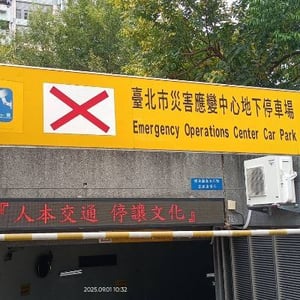 臺北市災害應變中心地下停車場
Emergency Operations Center Car Park
『人本交通 停讓文化』
2025.09.01 10:32